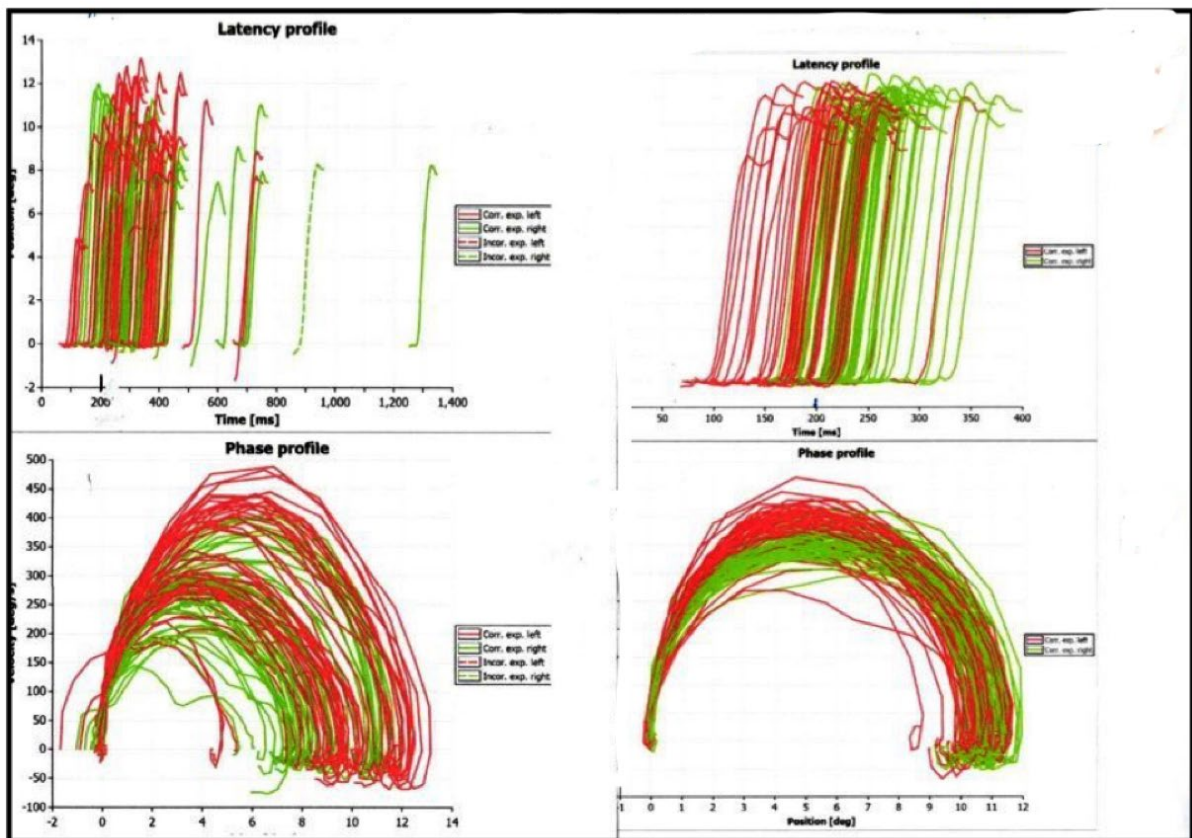 Latency profile
14
12
10
8
6
4
2
0
-2
0 200 400 600 800 1,000 1,200 1,400
Time [ms]
Corr. exp. left
Corr. exp. right
Incor. exp. left
Incor. exp. right
Latency profile
50 100 150 200 250 300 350 400
Time [ms]
Corr. exp. left
Corr. exp. right
Phase profile
500
450
400
350
300
250
200
150
100
50
0
-50
-100
-2 0 2 4 6 8 10 12 14
Corr. exp. left
Corr. exp. right
Incor. exp. left
Incor. exp. right
Phase profile
0 1 2 3 4 5 6 7 8 9 10 11 12
Position [deg]
Corr. exp. left
Corr. exp. right